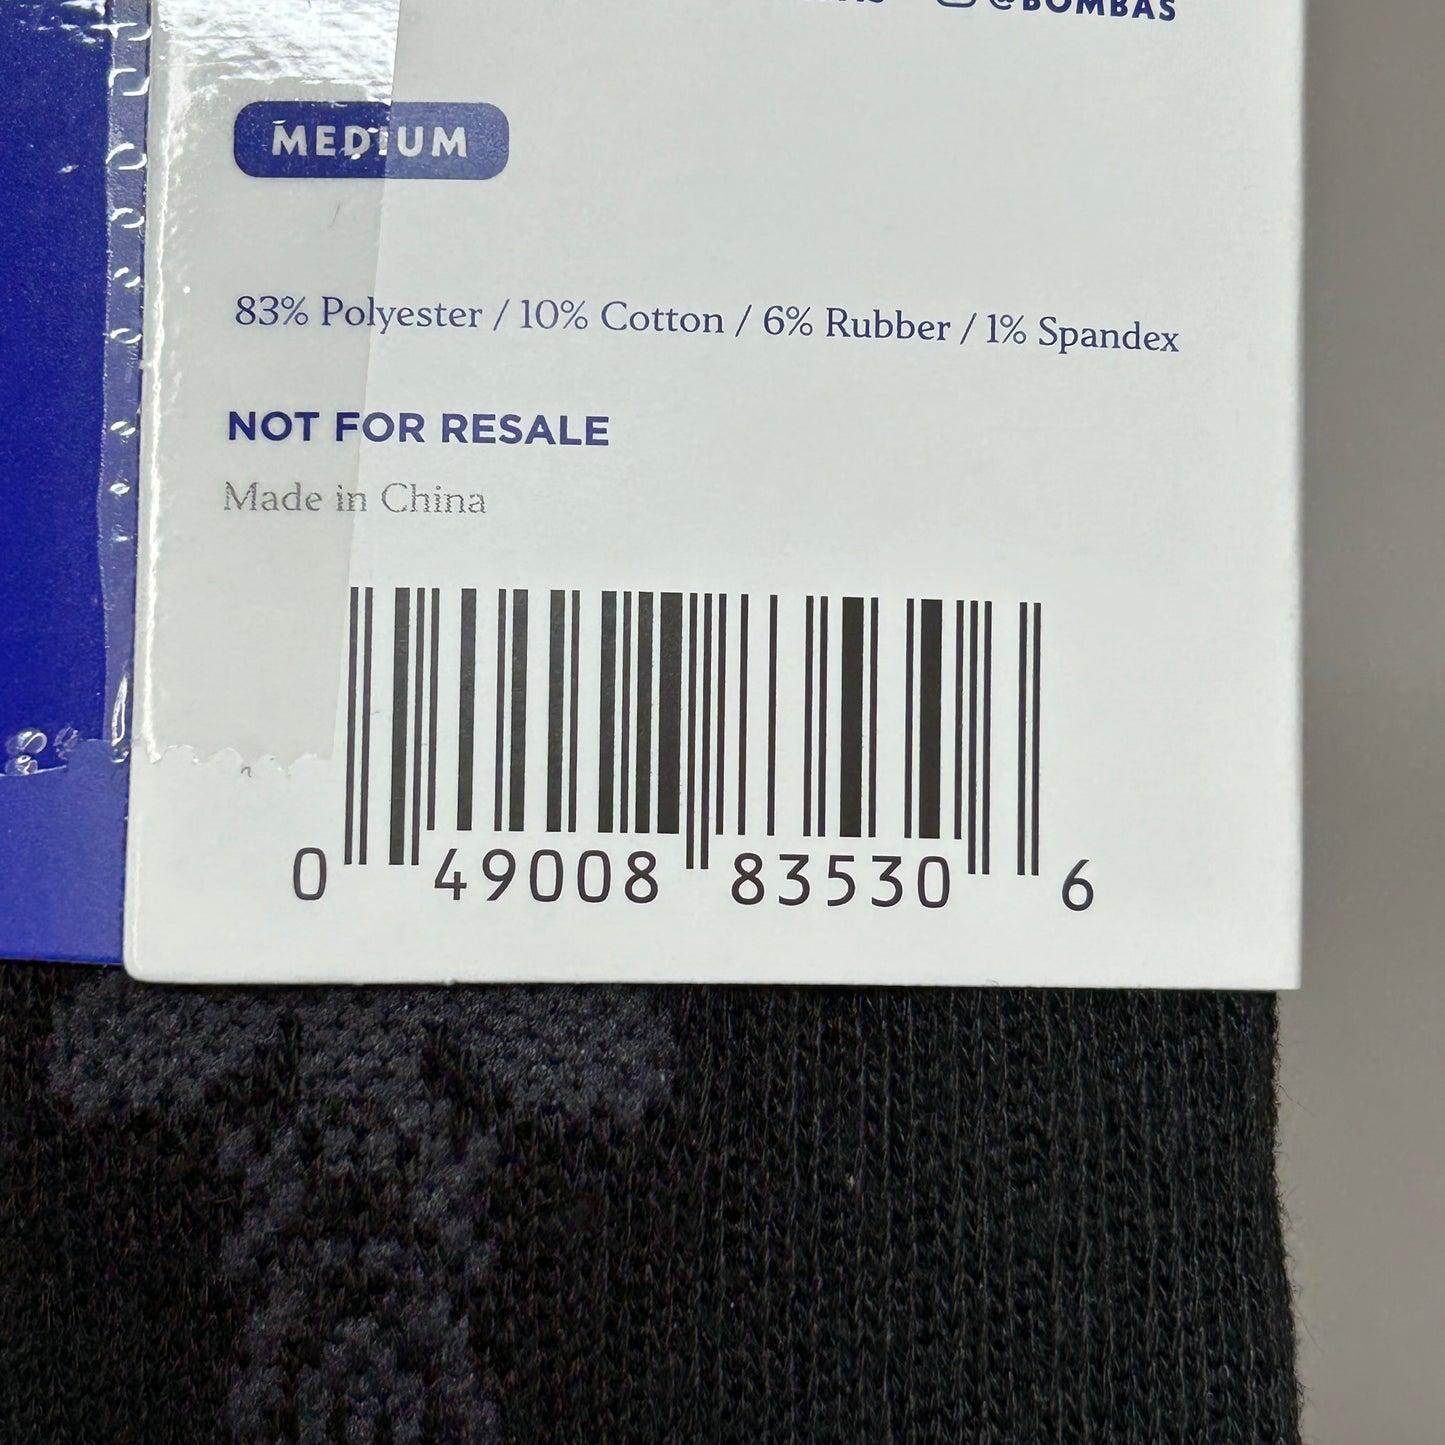 @BOMBAS
MEDIUM
83% Polyester / 10% Cotton / 6% Rubber / 1% Spandex
NOT FOR RESALE
Made in China
0 49008 83530 6